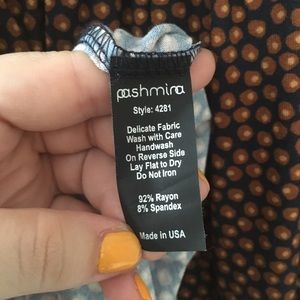 pashmina
Style: 4281
Delicate Fabric
Wash with Care
Handwash
On Reverse Side
Lay Flat to Dry
Do Not Iron
92% Rayon
8% Spandex
Made in USA